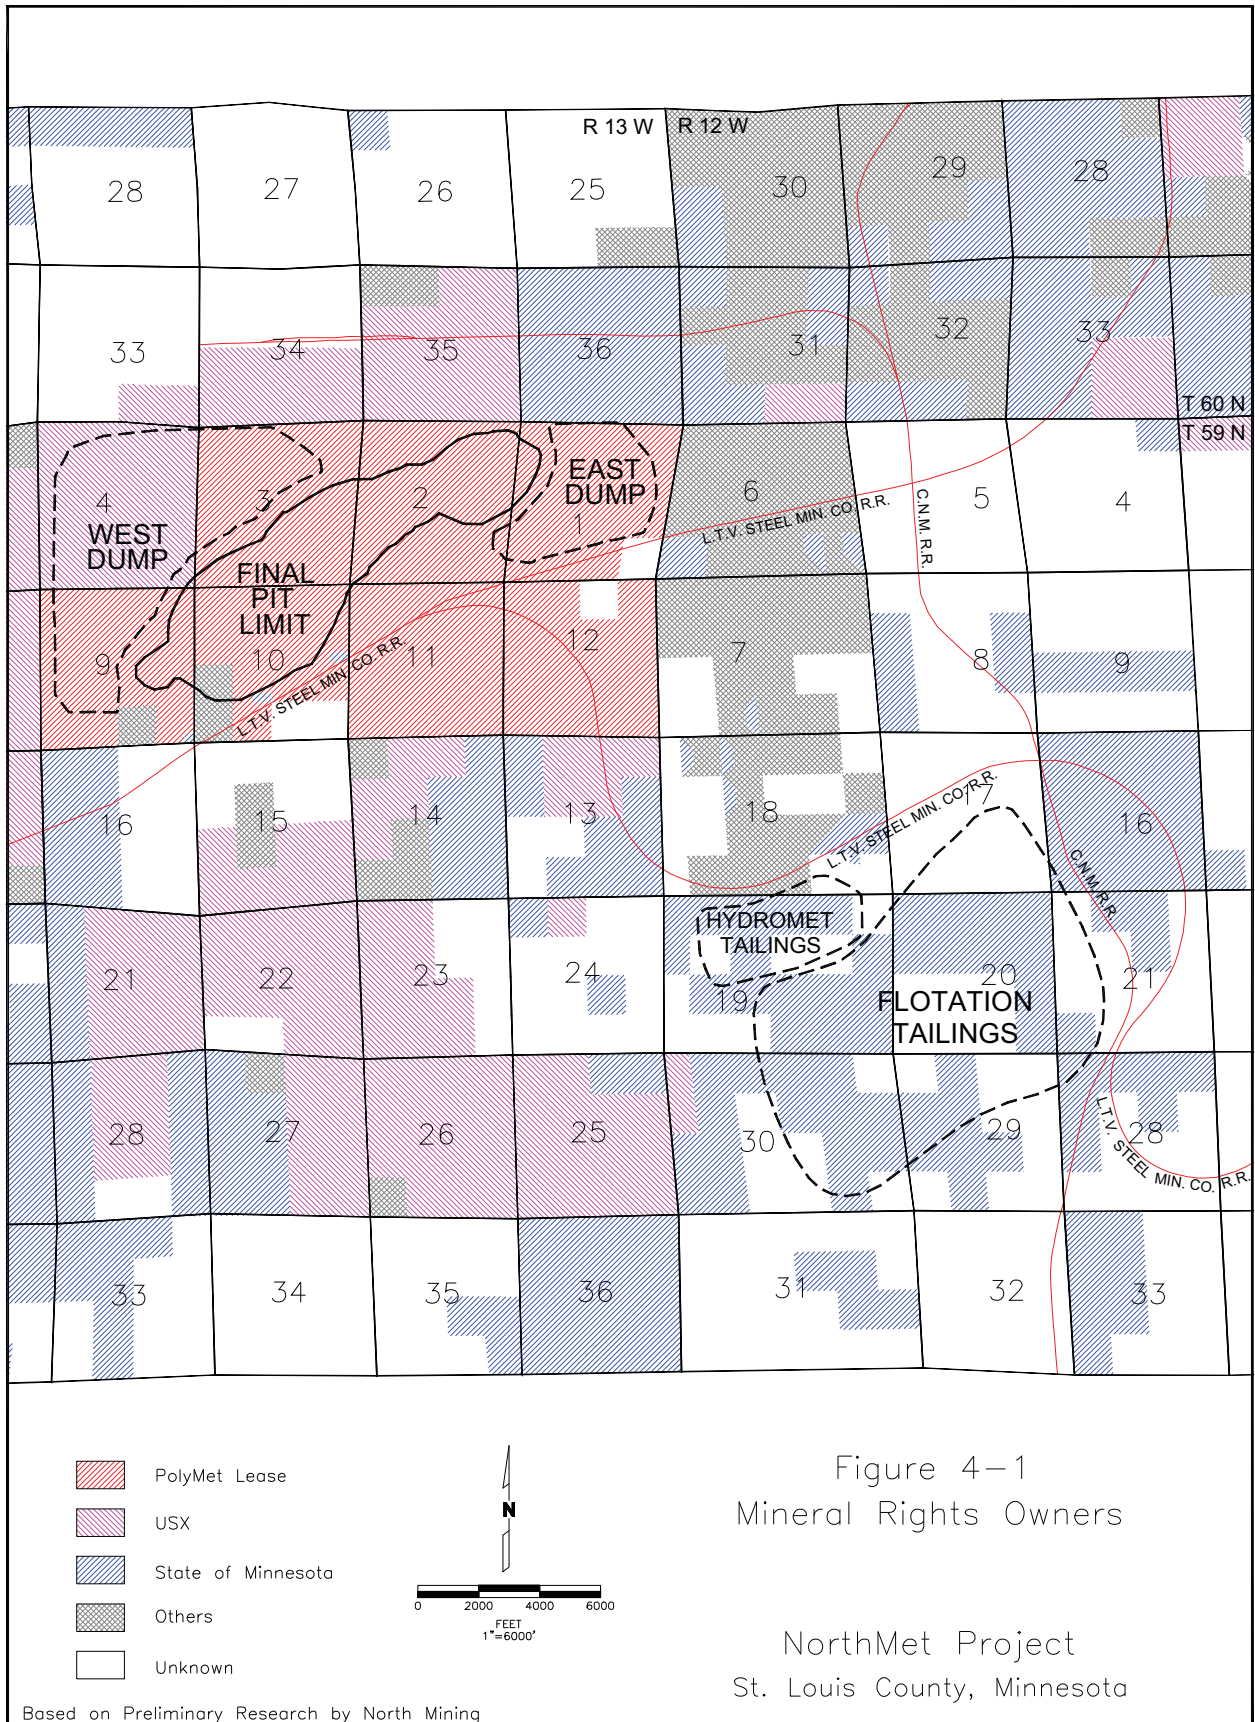 R 13 W R 12 W
28 27 26 25 30 29 28
33 34 35 36 31 32 33
T 60 N
T 59 N
4 3 2 1 6 5 4
WEST
DUMP
EAST
DUMP
L.T.V. STEEL MIN. CO. R.R.
C.N.M. R.R.
FINAL
PIT
LIMIT
9 10 11 12 7 8 9
L.T.V. STEEL MIN. CO. R.R.
16 15 14 13 18 17 16
L.T.V. STEEL MIN. CO. R.R.
C.N.M. R.R.
HYDROMET
TAILINGS
21 22 23 24 19 20 21
FLOTATION
TAILINGS
28 27 26 25 30 29 28
L.T.V. STEEL MIN. CO. R.R.
33 34 35 36 31 32 33
PolyMet Lease
USX
State of Minnesota
Others
Unknown
N
0 2000 4000 6000
FEET
1"=6000'
Figure 4-1
Mineral Rights Owners
NorthMet Project
St. Louis County, Minnesota
Based on Preliminary Research by North Mining